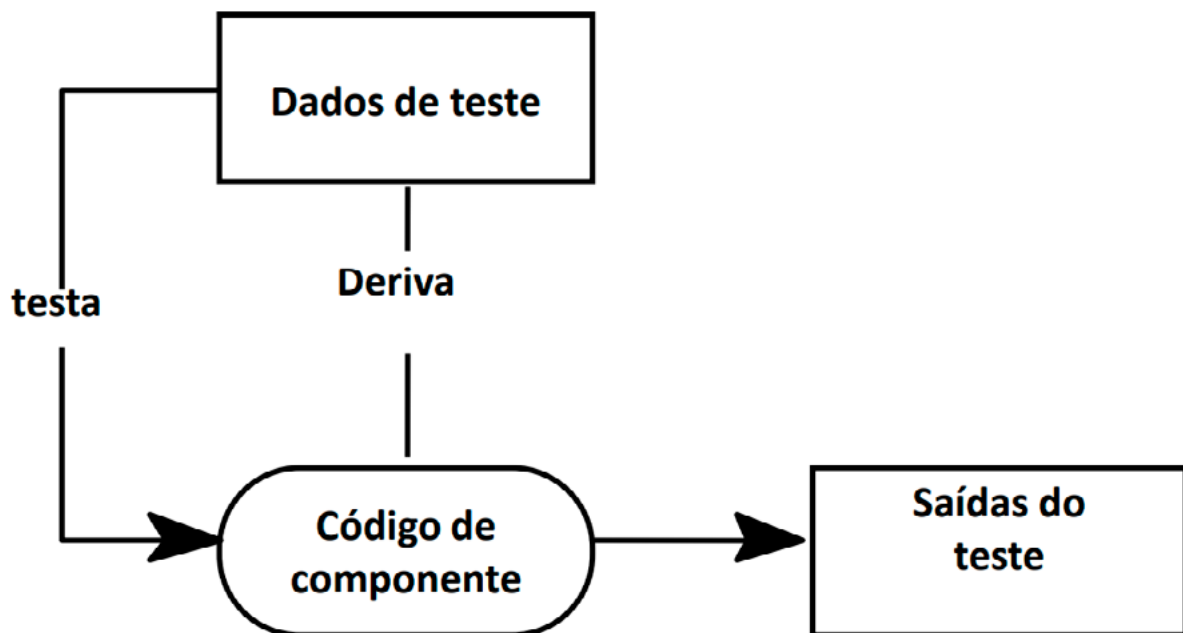 Dados de teste
Deriva
testa
Código de
componente
Saídas do
teste